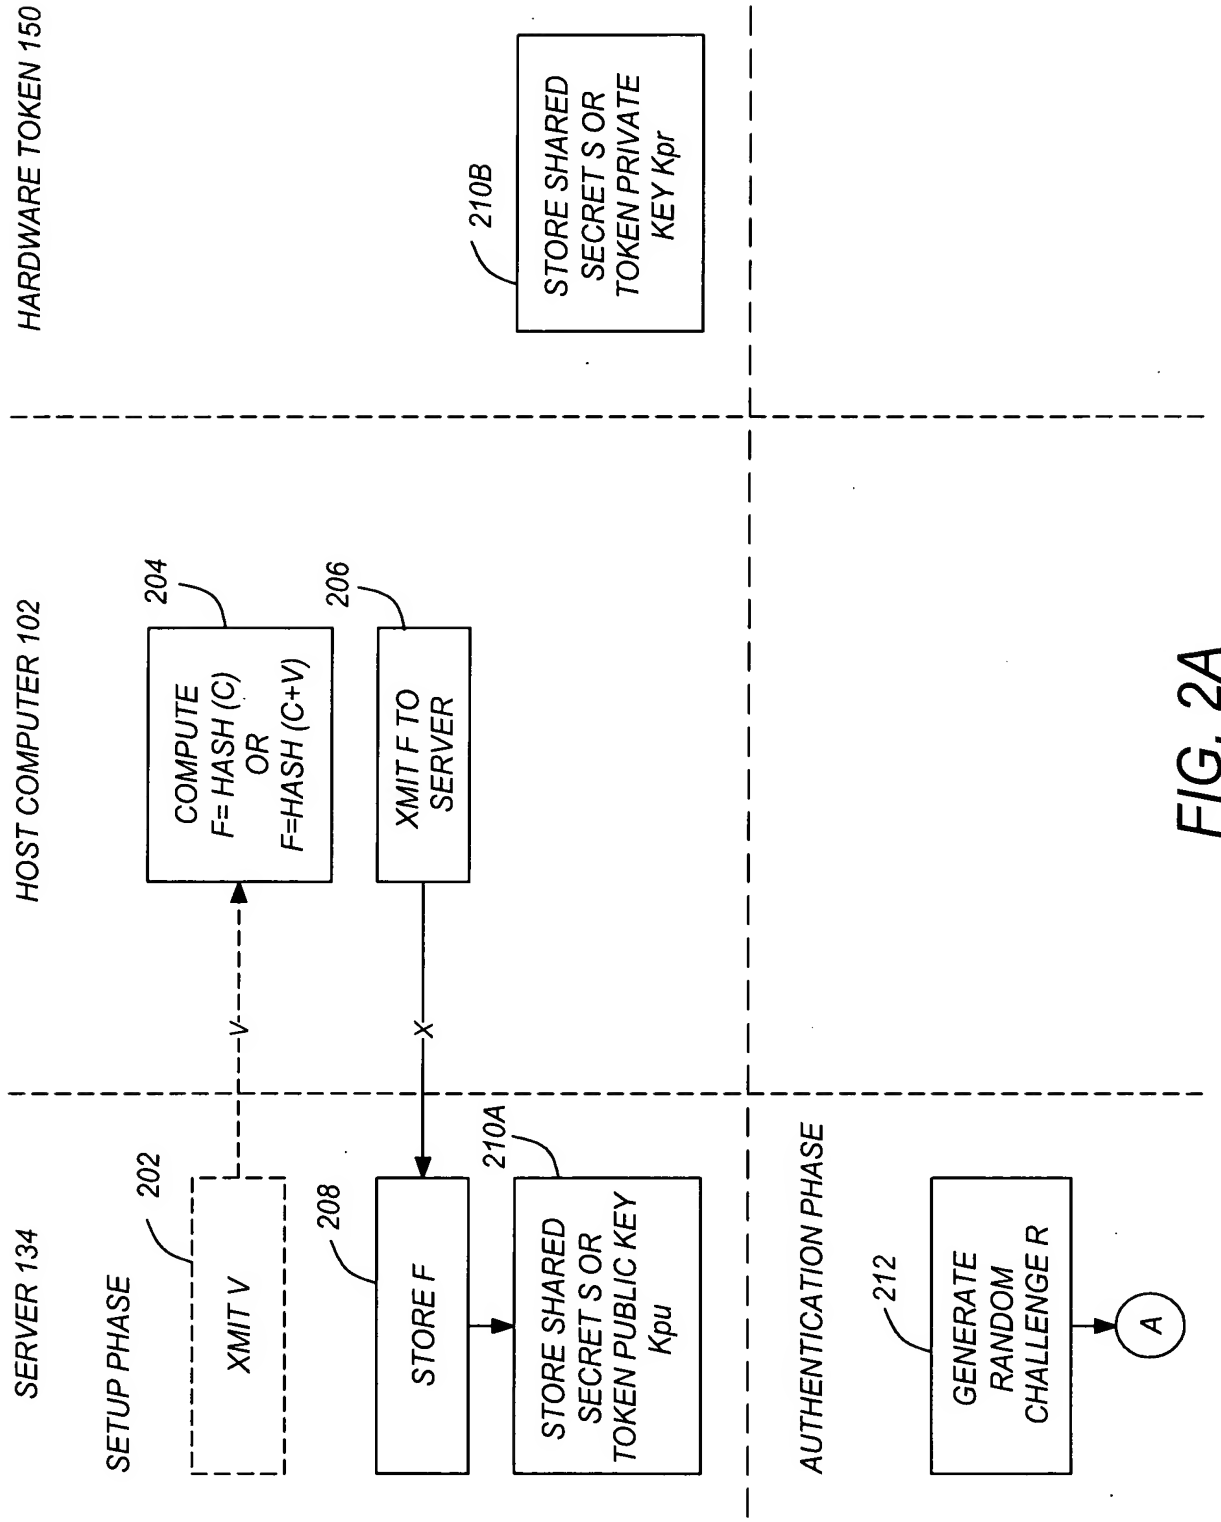 SERVER 134
HOST COMPUTER 102
HARDWARE TOKEN 150
SETUP PHASE
202
XMIT V
V
204
COMPUTE
F= HASH (C)
OR
F=HASH (C+V)
206
XMIT F TO
SERVER
X
208
STORE F
210A
STORE SHARED
SECRET S OR
TOKEN PUBLIC KEY
Kpu
210B
STORE SHARED
SECRET S OR
TOKEN PRIVATE
KEY Kpr
AUTHENTICATION PHASE
212
GENERATE
RANDOM
CHALLENGE R
A
FIG. 2A